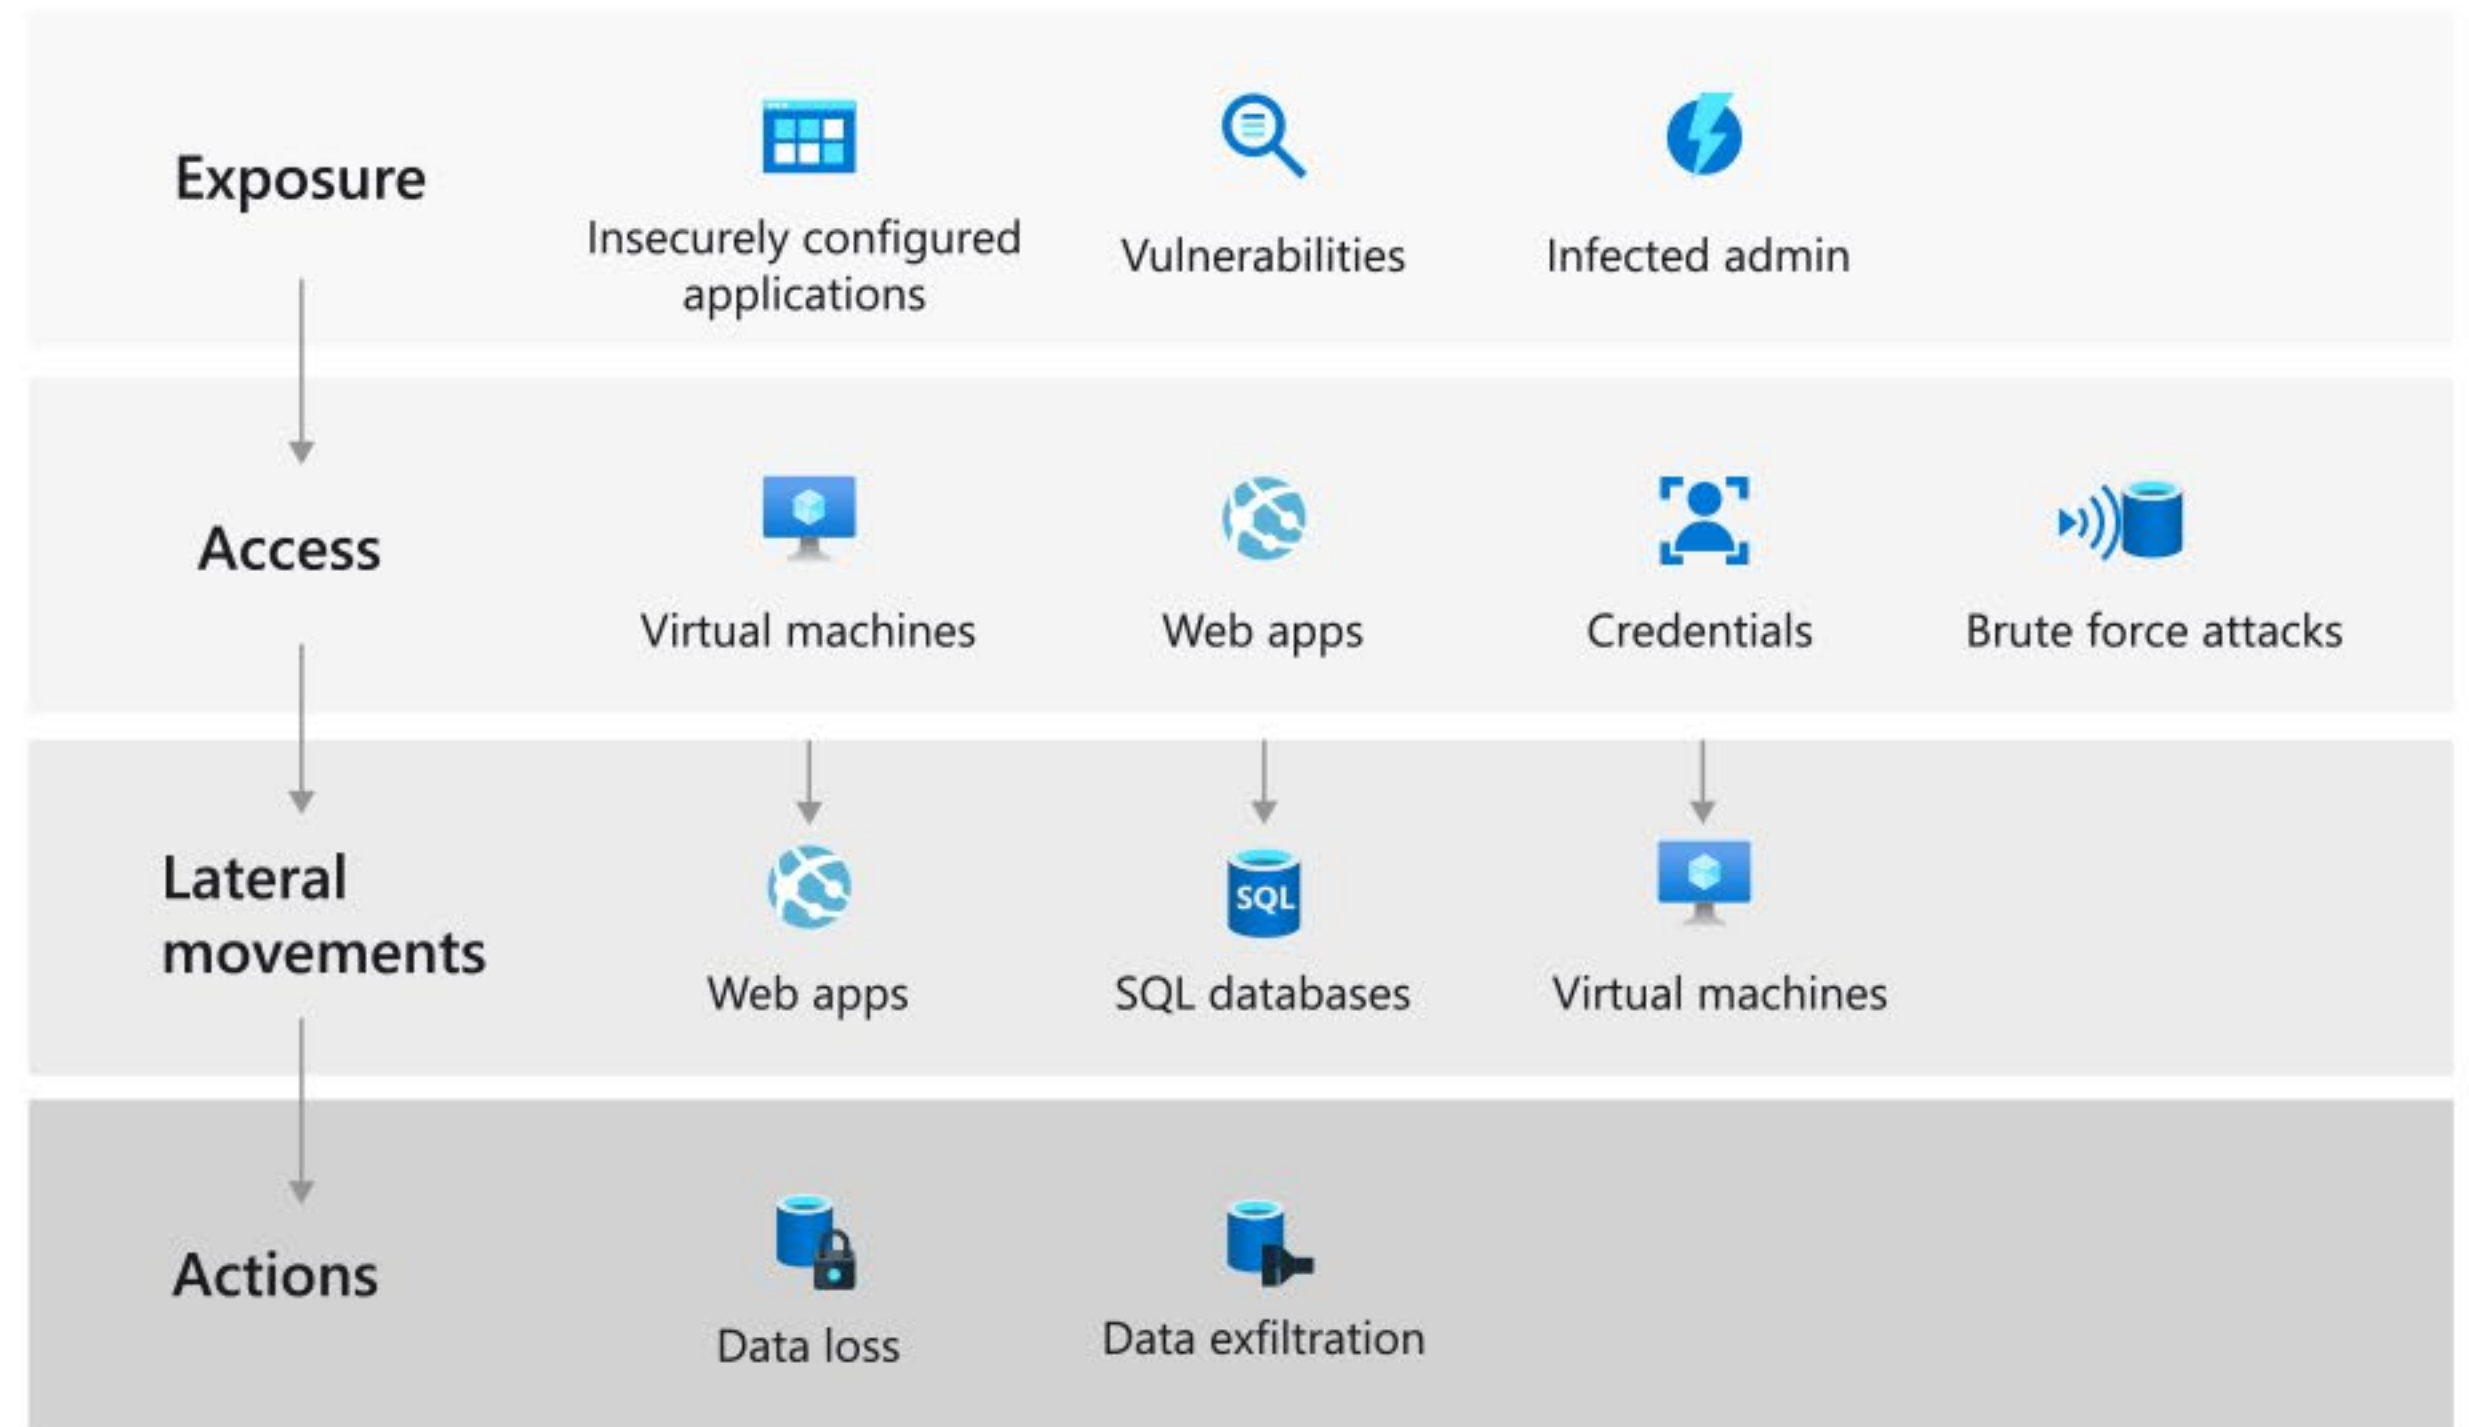 Exposure
Insecurely configured
applications
Vulnerabilities
Infected admin
Access
Virtual machines
Web apps
Credentials
Brute force attacks
Lateral
movements
Web apps
SQL
SQL databases
Virtual machines
Actions
Data loss
Data exfiltration